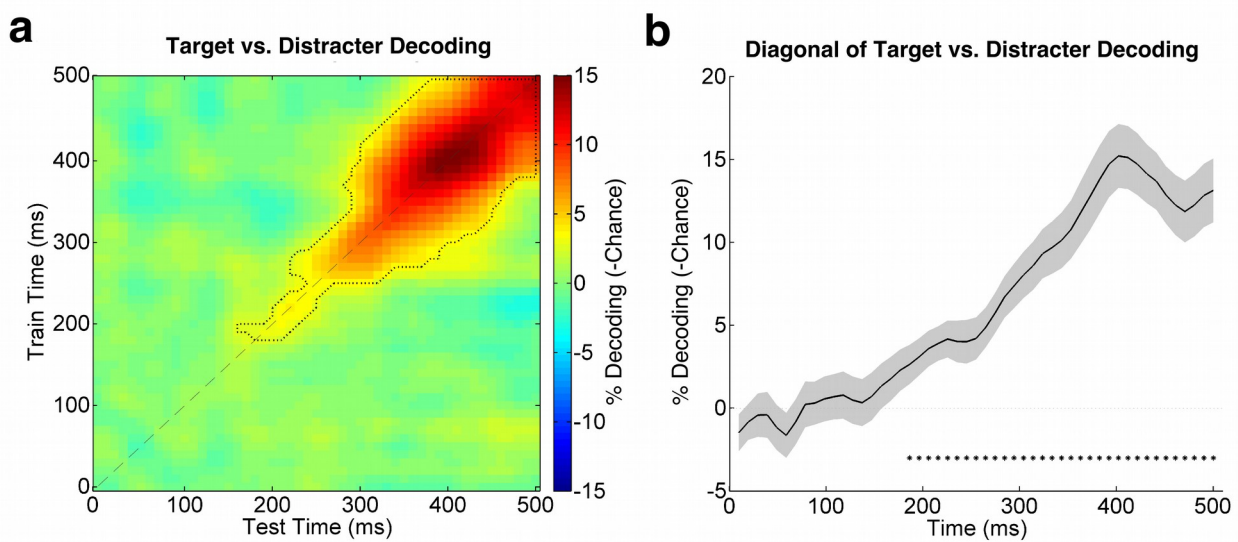 a
Target vs. Distracter Decoding
500
400
300
200
100
0
Train Time (ms)
0 100 200 300 400 500
Test Time (ms)
15
10
5
0
-5
-10
-15
% Decoding (-Chance)
b
Diagonal of Target vs. Distracter Decoding
20
15
10
5
0
-5
% Decoding (-Chance)
* * * * * * * * * * * * * * * * * * * * * * * * * * * * * * * *
0 100 200 300 400 500
Time (ms)